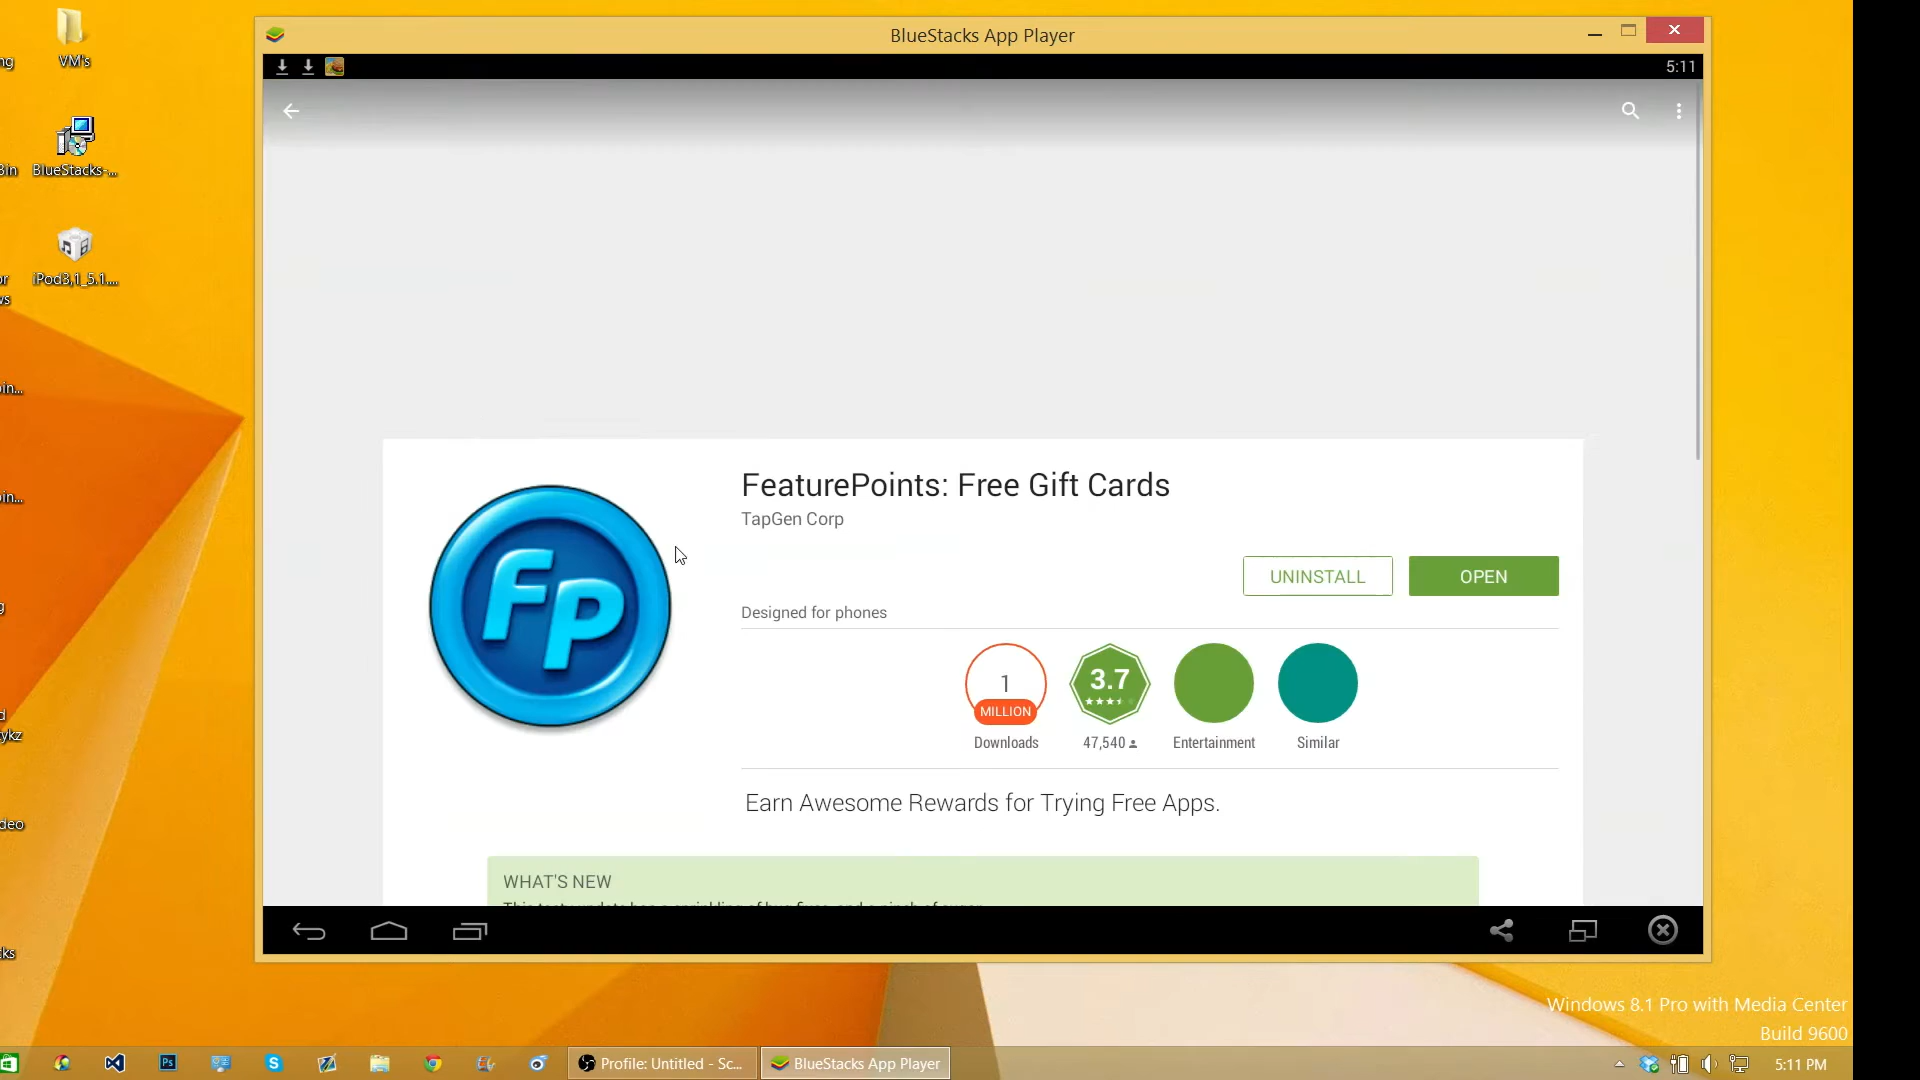 BlueStacks App Player
5:11
VM's
BlueStacks-...
iPod3,1_5.1....
FeaturePoints: Free Gift Cards
TapGen Corp
FP
UNINSTALL
OPEN
Designed for phones
1
MILLION
3.7
Downloads
47,540
Entertainment
Similar
Earn Awesome Rewards for Trying Free Apps.
WHAT'S NEW
Windows 8.1 Pro with Media Center
Build 9600
Ps
Profile: Untitled - Sc...
BlueStacks App Player
5:11 PM